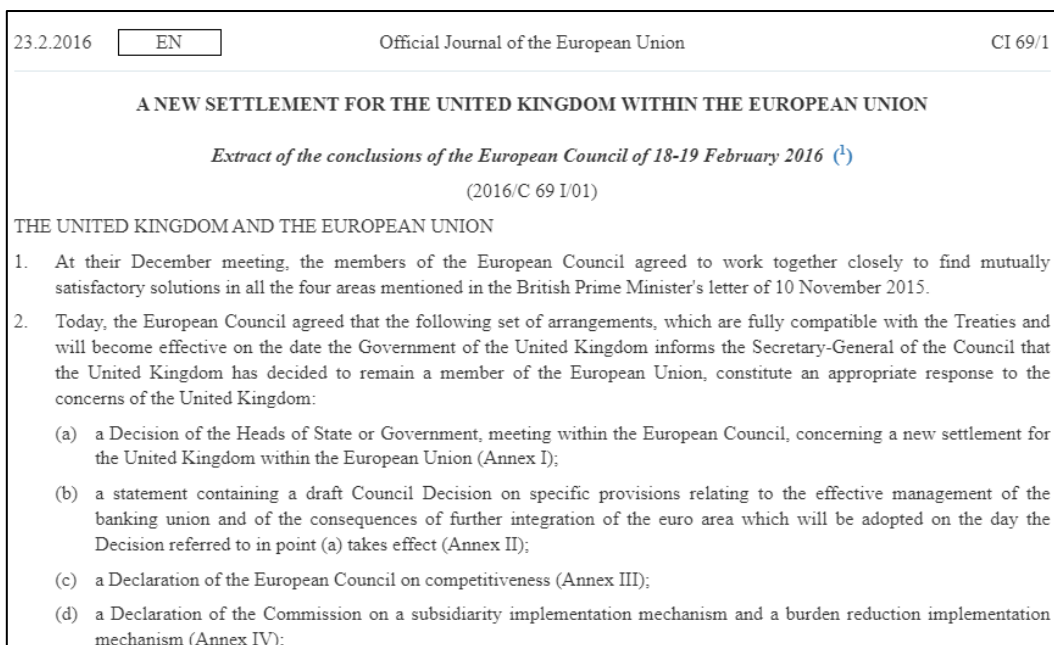 23.2.2016 EN Official Journal of the European Union CI 69/1
A NEW SETTLEMENT FOR THE UNITED KINGDOM WITHIN THE EUROPEAN UNION
Extract of the conclusions of the European Council of 18-19 February 2016 (1)
(2016/C 69 I/01)
THE UNITED KINGDOM AND THE EUROPEAN UNION
1. At their December meeting, the members of the European Council agreed to work together closely to find mutually
satisfactory solutions in all the four areas mentioned in the British Prime Minister's letter of 10 November 2015.
2. Today, the European Council agreed that the following set of arrangements, which are fully compatible with the Treaties and
will become effective on the date the Government of the United Kingdom informs the Secretary-General of the Council that
the United Kingdom has decided to remain a member of the European Union, constitute an appropriate response to the
concerns of the United Kingdom:
(a) a Decision of the Heads of State or Government, meeting within the European Council, concerning a new settlement for
the United Kingdom within the European Union (Annex I);
(b) a statement containing a draft Council Decision on specific provisions relating to the effective management of the
banking union and of the consequences of further integration of the euro area which will be adopted on the day the
Decision referred to in point (a) takes effect (Annex II);
(c) a Declaration of the European Council on competitiveness (Annex III);
(d) a Declaration of the Commission on a subsidiarity implementation mechanism and a burden reduction implementation
mechanism (Annex IV);